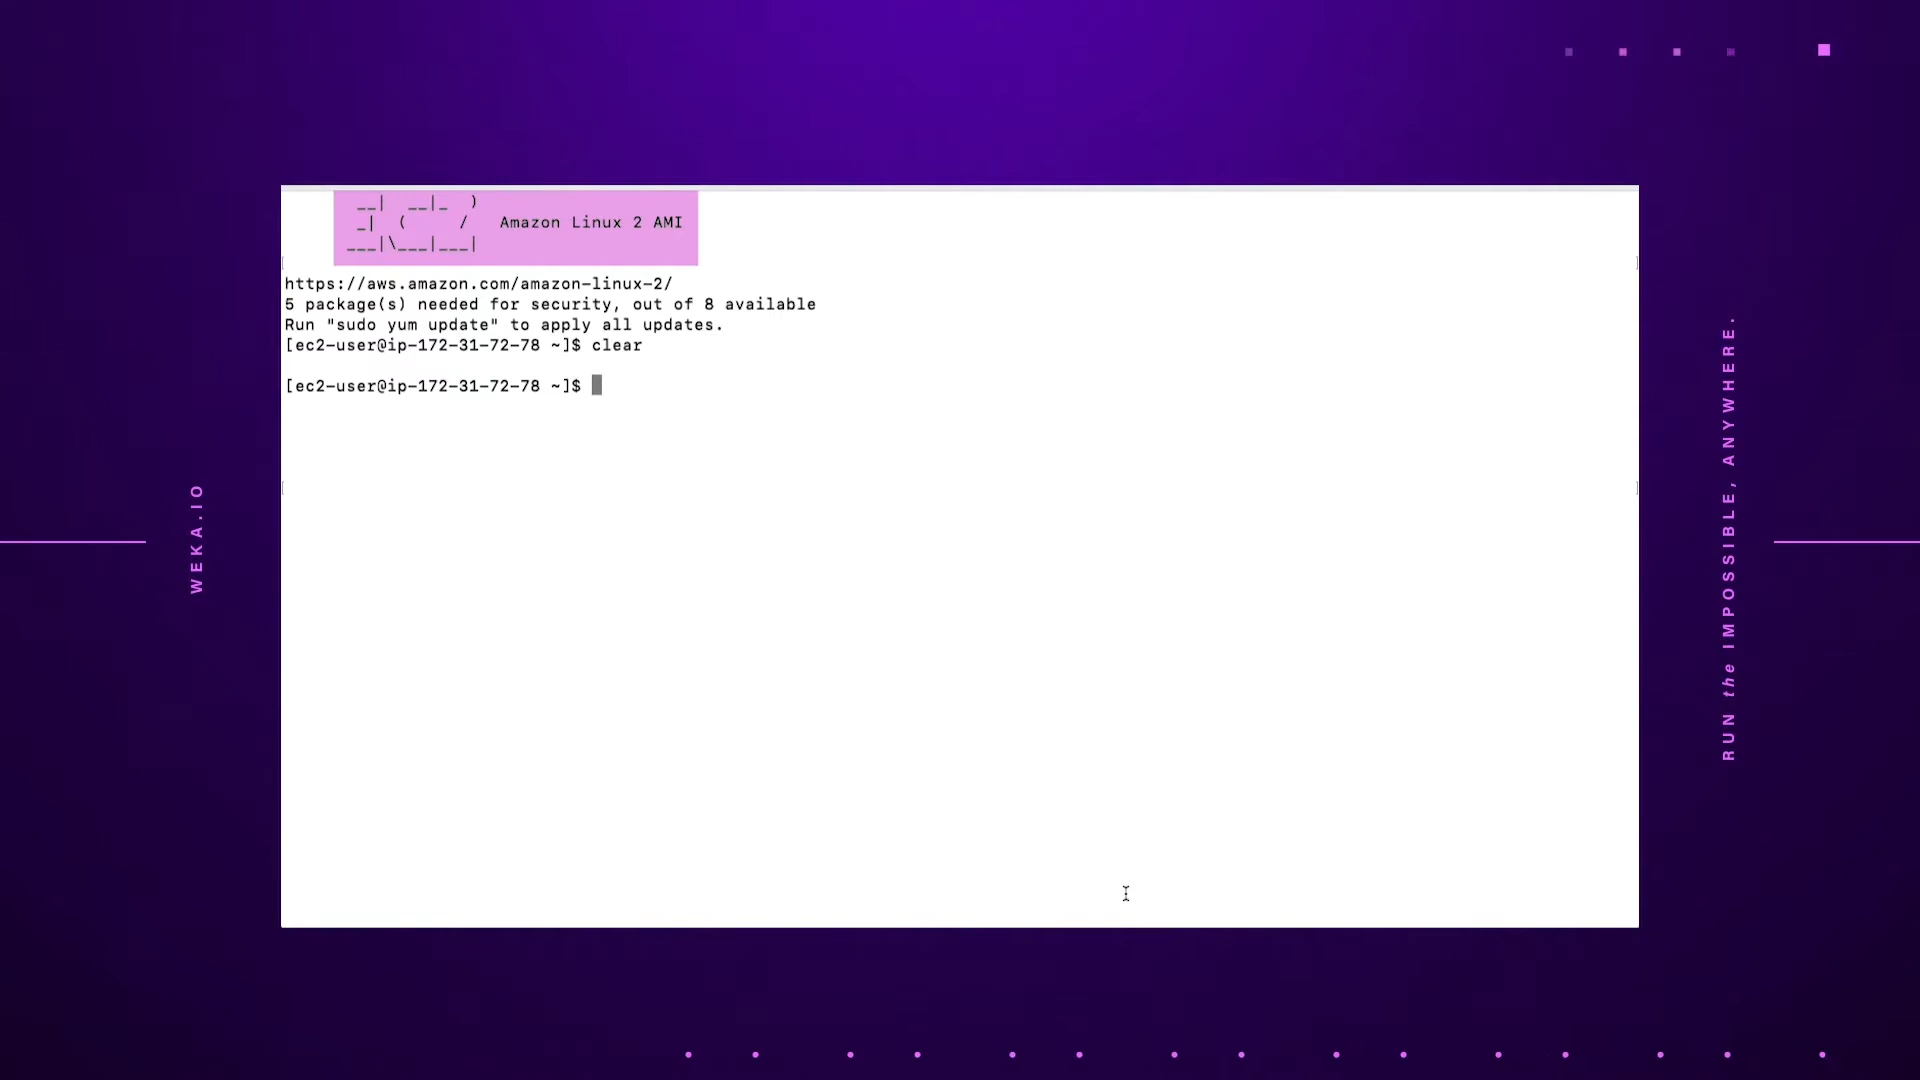 __|  __|_  )
_|  (     /   Amazon Linux 2 AMI
___|\___|___|
https://aws.amazon.com/amazon-linux-2/
5 package(s) needed for security, out of 8 available
Run "sudo yum update" to apply all updates.
[ec2-user@ip-172-31-72-78 ~]$ clear
[ec2-user@ip-172-31-72-78 ~]$
WEKA.IO
RUN the IMPOSSIBLE, ANYWHERE.